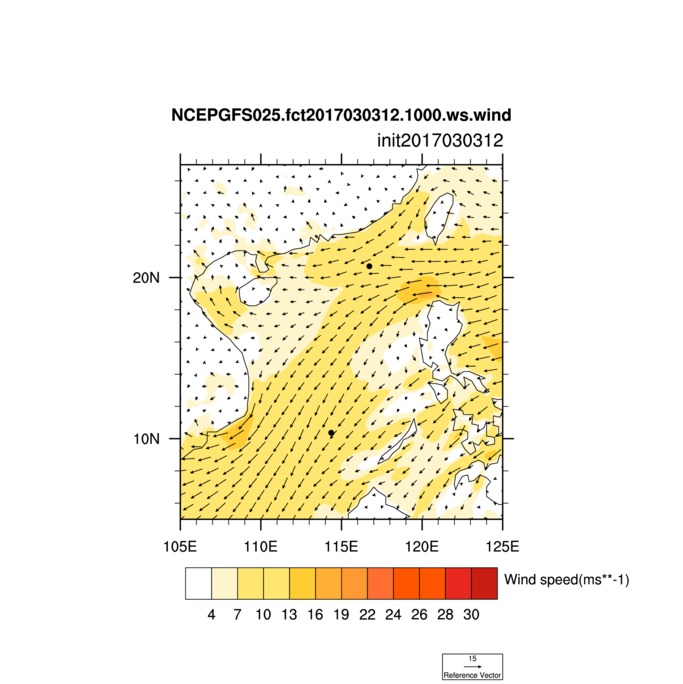 NCEPGFS025.fct2017030312.1000.ws.wind
init2017030312
20N
10N
105E 110E 115E 120E 125E
Wind speed(ms**-1)
4 7 10 13 16 19 22 24 26 28 30
15
Reference Vector